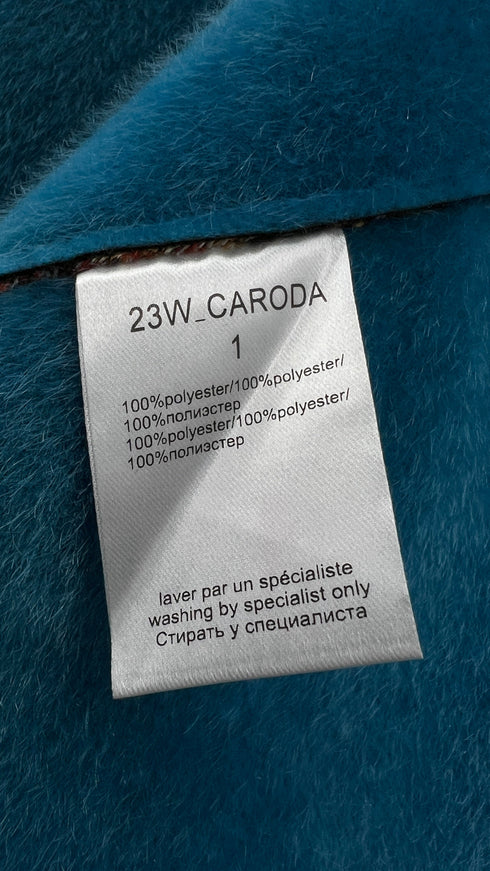 23W_CARODA
1
100%polyester/100%polyester/
100%полиэстер
100%polyester/100%polyester/
100%полиэстер
laver par un spécialiste
washing by specialist only
Стирать у специалиста